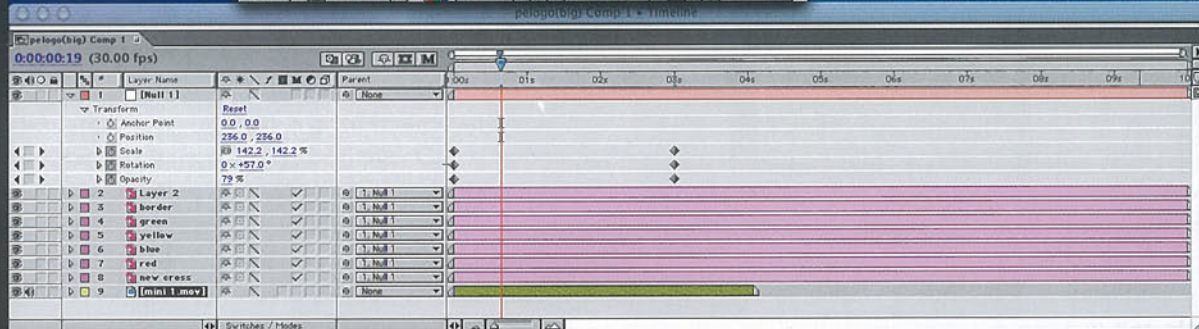 pelogo(big) Comp 1 • Timeline
pelogo(big) Comp 1
0:00:00:19 (30.00 fps)
# Layer Name Parent :00s 01s 02s 03s 04s 05s 06s 07s 08s 09s 10
1 [Null 1] None
Transform Reset
Anchor Point 0.0 , 0.0
Position 236.0 , 236.0
Scale 142.2 , 142.2 %
Rotation 0 x +57.0 °
Opacity 79 %
2 Layer 2 1. Null 1
3 border 1. Null 1
4 green 1. Null 1
5 yellow 1. Null 1
6 blue 1. Null 1
7 red 1. Null 1
8 new cross 1. Null 1
9 [mini 1.mov] None
Switches / Modes